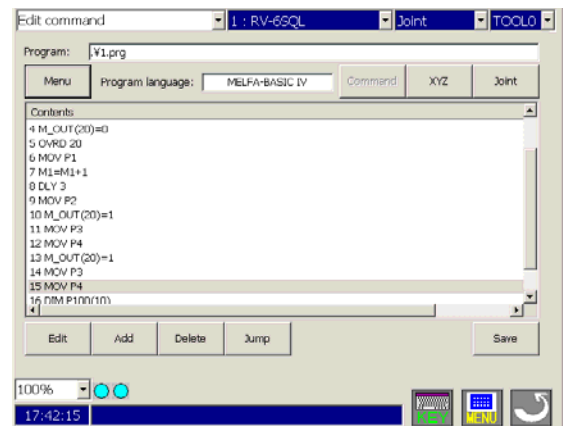 Edit command 1 : RV-6SQL Joint TOOL0
Program: .¥1.prg
Menu Program language: MELFA-BASIC IV Command XYZ Joint
Contents
4 M_OUT(20)=0
5 OVRD 20
6 MOV P1
7 M1=M1+1
8 DLY 3
9 MOV P2
10 M_OUT(20)=1
11 MOV P3
12 MOV P4
13 M_OUT(20)=1
14 MOV P3
15 MOV P4
16 DIM P100(10)
Edit Add Delete Jump Save
100%
17:42:15 KEY MENU